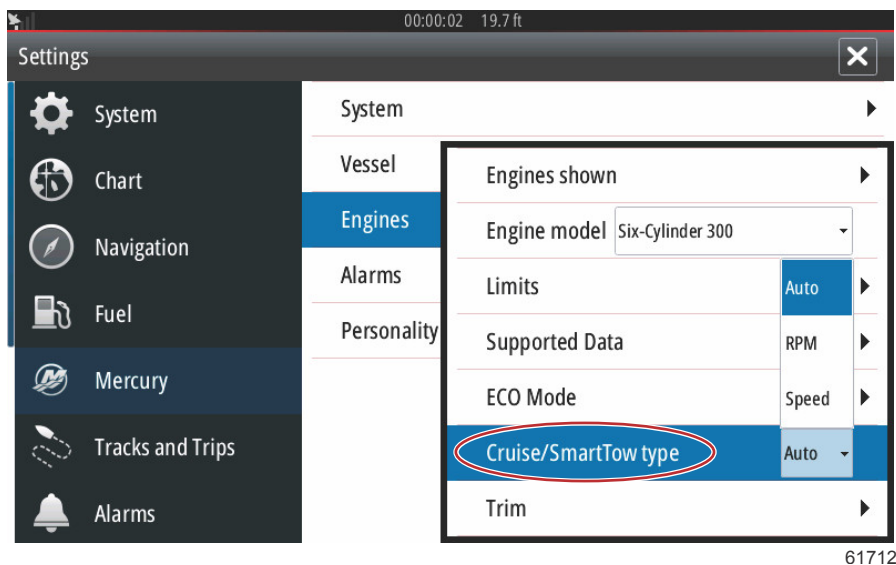 00:00:02 19.7 ft
Settings
System
Chart
Navigation
Fuel
Mercury
Tracks and Trips
Alarms
System
Vessel
Engines
Alarms
Personality
Engines shown
Engine model Six-Cylinder 300
Limits
Supported Data
ECO Mode
Cruise/SmartTow type Auto
Trim
Auto
RPM
Speed
61712